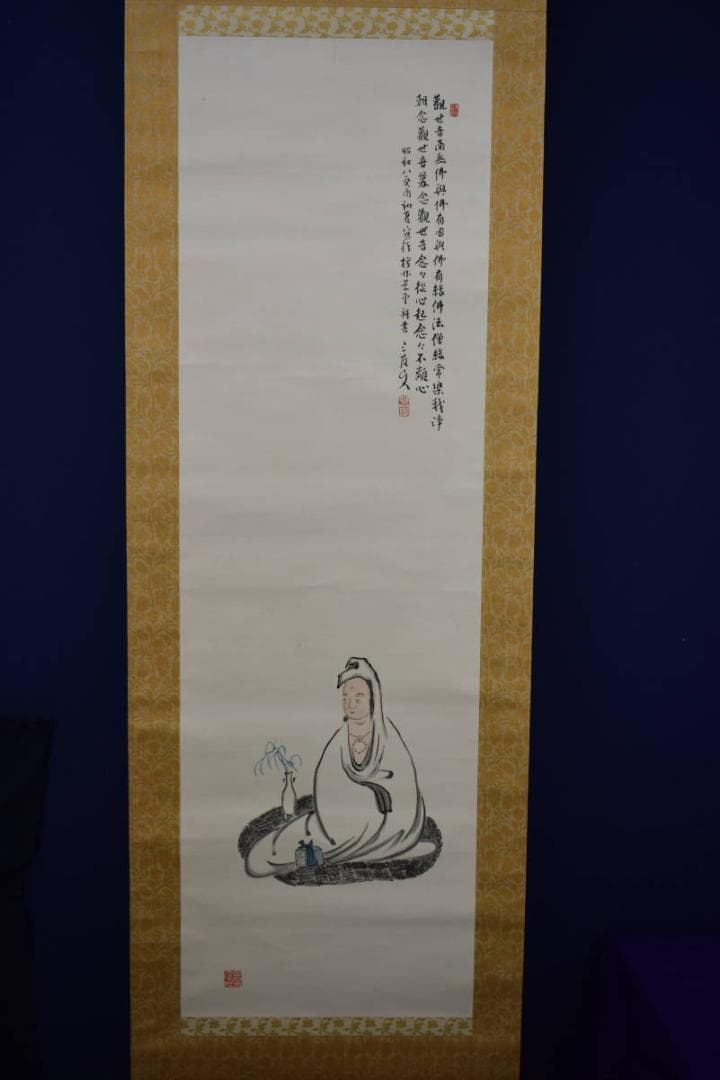 觀世音南無佛與佛有因與佛有緣佛法僧緣常樂我淨
朝念觀世音暮念觀世音念々從心起念々不離心
昭和八癸酉初夏